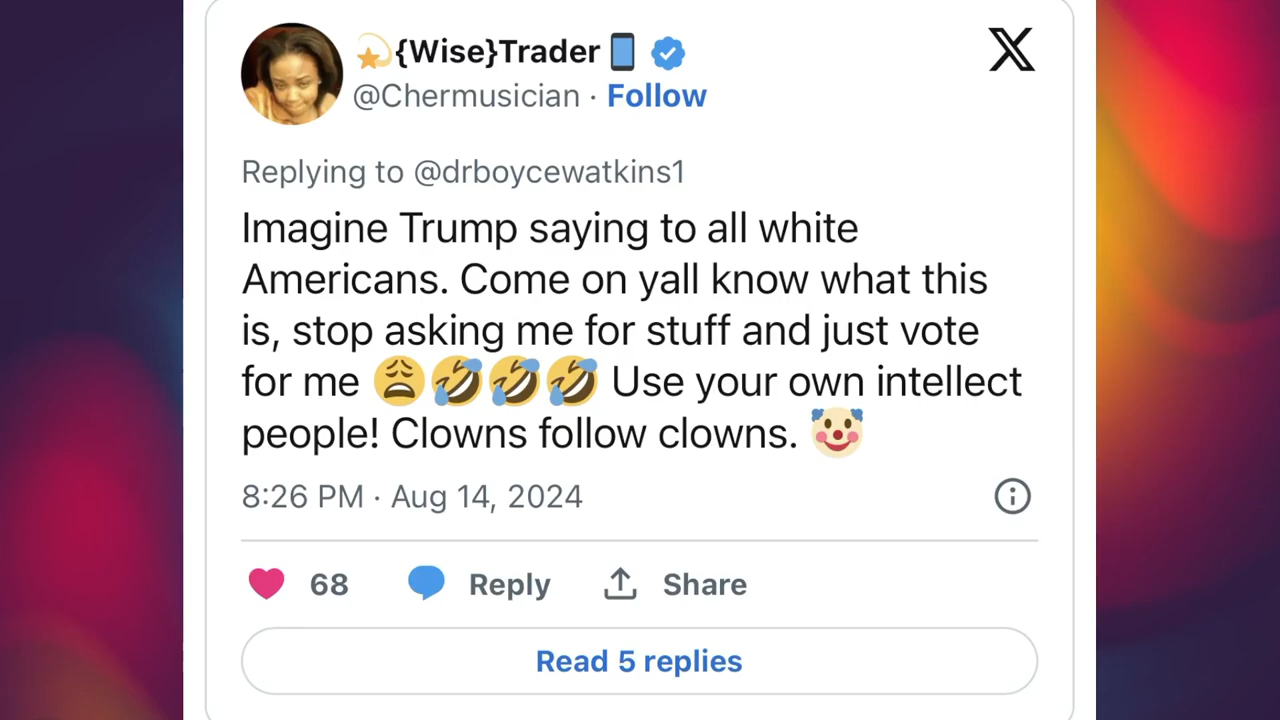 💫{Wise}Trader📱
@Chermusician · Follow
Replying to @drboycewatkins1
Imagine Trump saying to all white
Americans. Come on yall know what this
is, stop asking me for stuff and just vote
for me 😩🤣🤣🤣 Use your own intellect
people! Clowns follow clowns. 🤡
8:26 PM · Aug 14, 2024
68 Reply Share
Read 5 replies